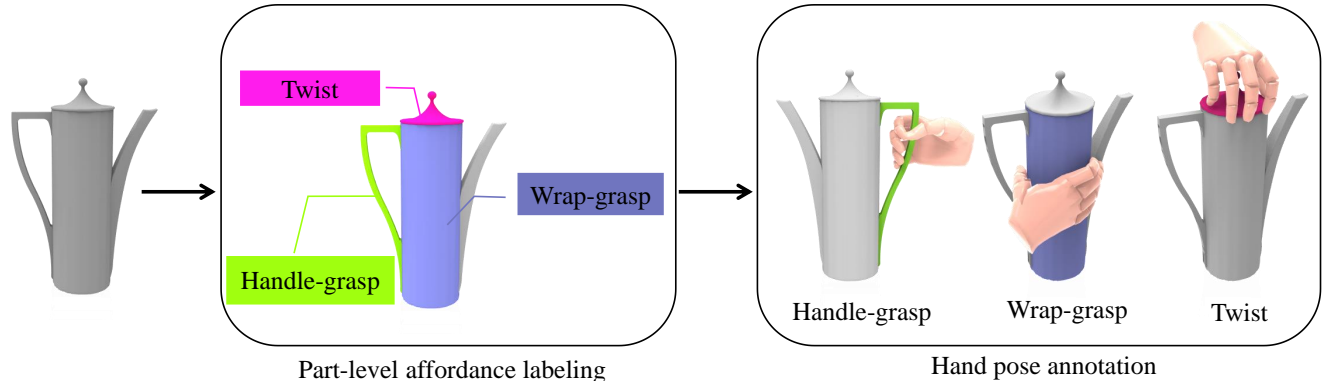 Twist
Wrap-grasp
Handle-grasp
Part-level affordance labeling
Handle-grasp
Wrap-grasp
Twist
Hand pose annotation